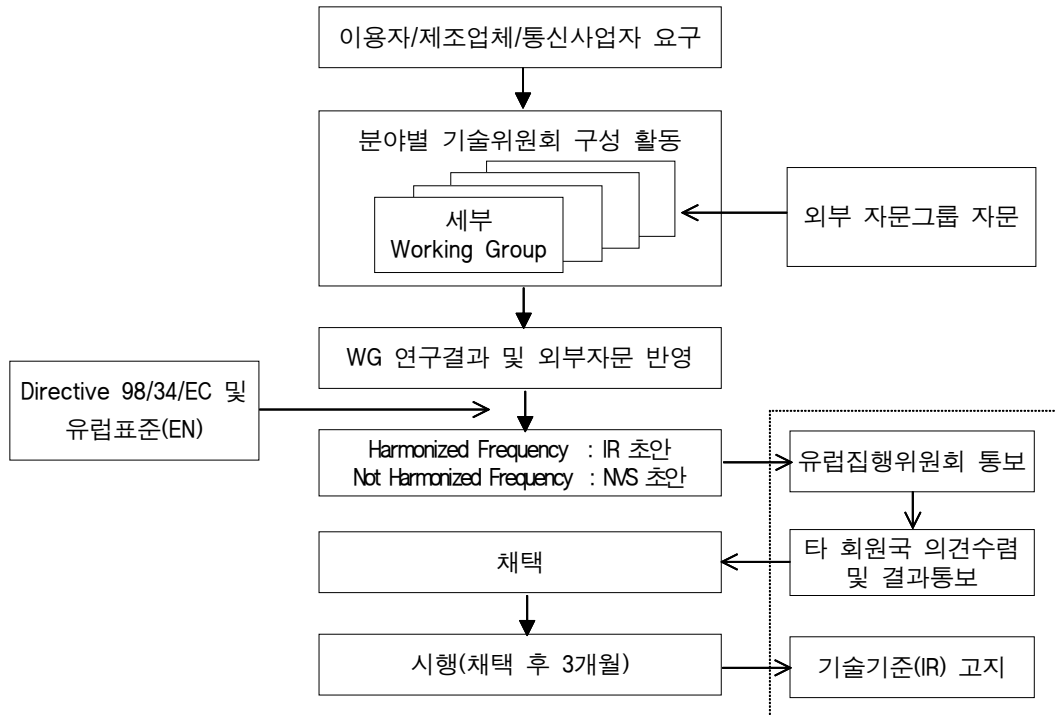 이용자/제조업체/통신사업자 요구
분야별 기술위원회 구성 활동
세부
Working Group
외부 자문그룹 자문
WG 연구결과 및 외부자문 반영
Directive 98/34/EC 및
유럽표준(EN)
Harmonized Frequency : IR 초안
Not Harmonized Frequency : NVS 초안
유럽집행위원회 통보
타 회원국 의견수렴
및 결과통보
채택
시행(채택 후 3개월)
기술기준(IR) 고지